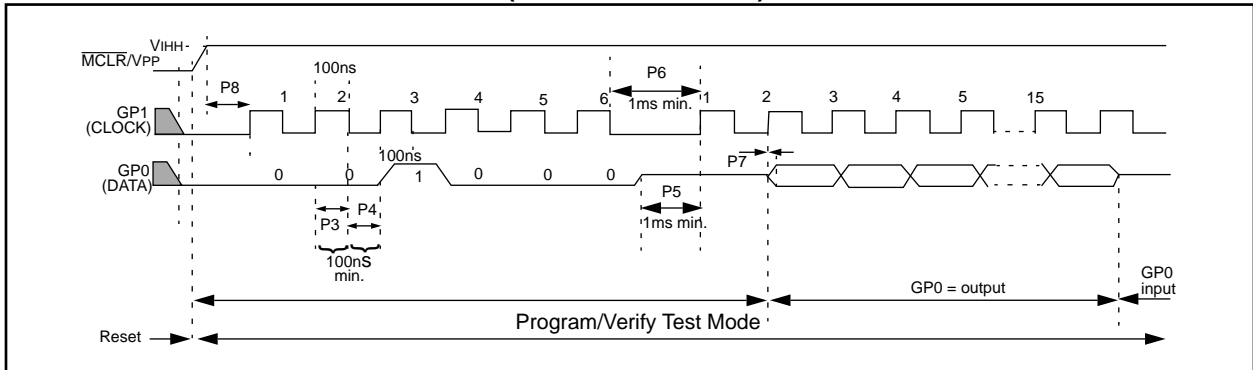 VIHH
MCLR/VPP
100ns
P6
P8
1ms min.
1 2 3 4 5 6 1 2 3 4 5 15
GP1
(CLOCK)
100ns
P7
GP0
(DATA)
0 0 1 0 0 0
P5
P3 P4
1ms min.
100ns
min.
GP0 = output
GP0
input
Program/Verify Test Mode
Reset